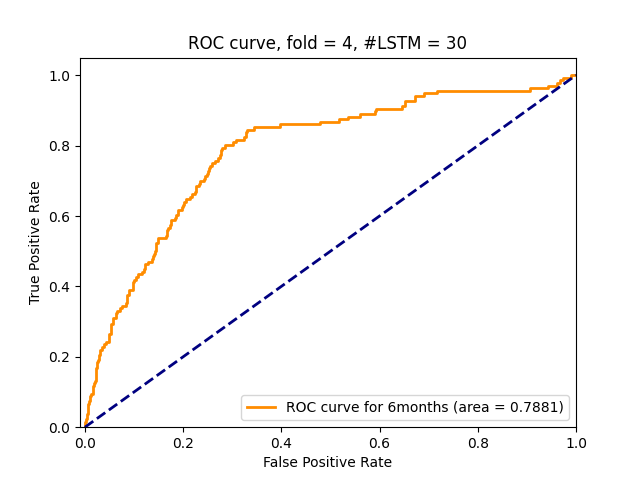 ROC curve, fold = 4, #LSTM = 30
True Positive Rate
1.0
0.8
0.6
0.4
0.2
0.0
ROC curve for 6months (area = 0.7881)
0.0 0.2 0.4 0.6 0.8 1.0
False Positive Rate